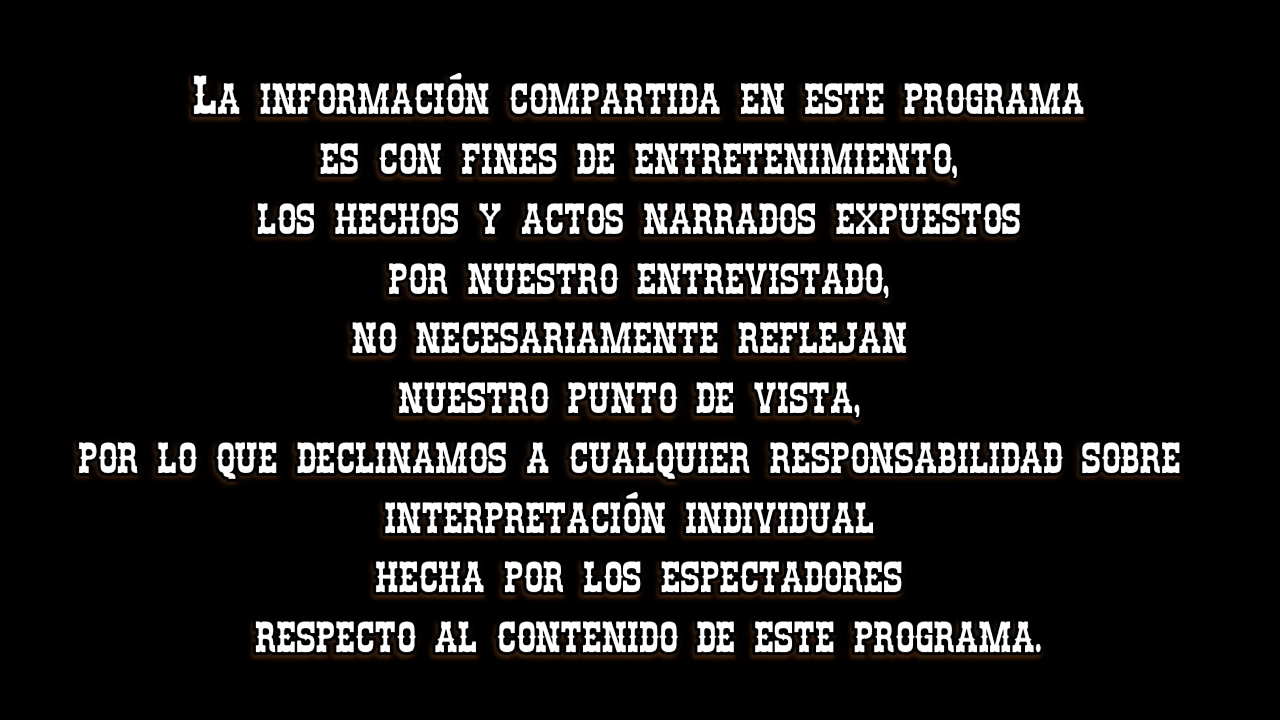 La información compartida en este programa
es con fines de entretenimiento,
los hechos y actos narrados expuestos
por nuestro entrevistado,
no necesariamente reflejan
nuestro punto de vista,
por lo que declinamos a cualquier responsabilidad sobre
interpretación individual
hecha por los espectadores
respecto al contenido de este programa.